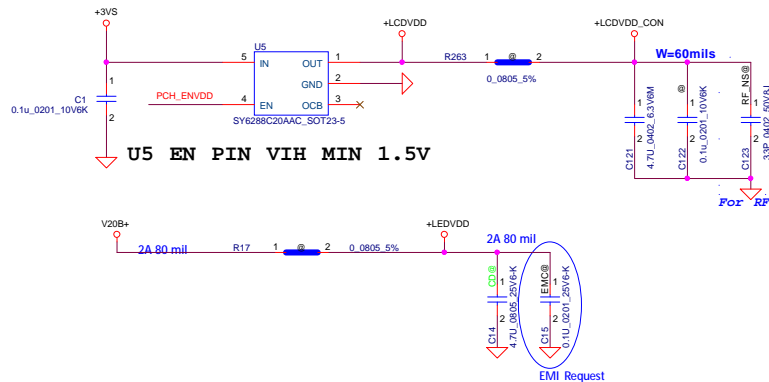 +3VS
+LCDVDD
+LCDVDD_CON
U5
5
IN
OUT
1
R263
1
@
2
W=60mils
GND
2
0_0805_5%
C1
0.1u_0201_10V6K
1
2
PCH_ENVDD
4
EN
OCB
3
SY6288C20AAC_SOT23-5
1
2
C121
4.7U_0402_6.3V6M
@
1
2
C122
0.1u_0201_10V6K
RF_NS@
1
2
C123
33P_0402_50V8J
U5 EN PIN VIH MIN 1.5V
For RF
V20B+
+LEDVDD
2A 80 mil
R17
1
@
2
0_0805_5%
2A 80 mil
CD@
1
2
C14
4.7U_0805_25V6-K
EMC@
1
2
C15
0.1U_0201_25V6-K
EMI Request